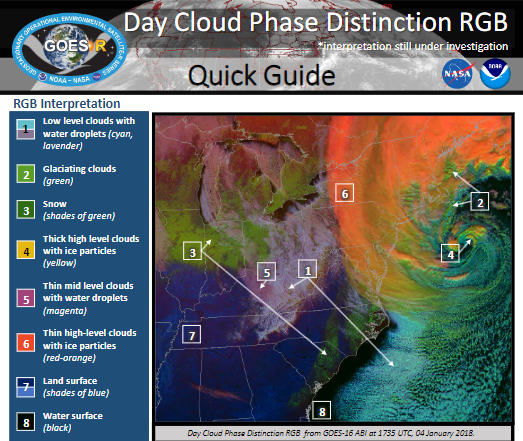 Day Cloud Phase Distinction RGB
*interpretation still under investigation
GEOSTATIONARY OPERATIONAL ENVIRONMENTAL SATELLITE SERIES
GOES R
NOAA ~ NASA
Quick Guide
NASA
NOAA
RGB Interpretation
1
Low level clouds with
water droplets (cyan,
lavender)
2
Glaciating clouds
(green)
3
Snow
(shades of green)
4
Thick high level clouds
with ice particles
(yellow)
5
Thin mid level clouds
with water droplets
(magenta)
6
Thin high-level clouds
with ice particles
(red-orange)
7
Land surface
(shades of blue)
8
Water surface
(black)
6
2
3
4
5
1
7
8
Day Cloud Phase Distinction RGB from GOES-16 ABI at 1735 UTC, 04 January 2018.